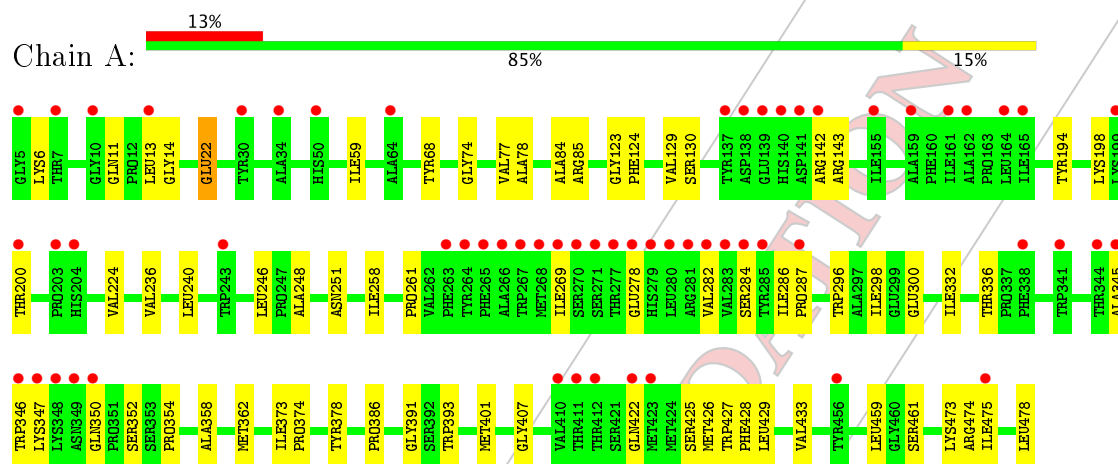 13%
Chain A:
85% 15%
GLY5 LYS6 THR7 GLY10 GLN11 PRO12 LEU13 GLY14 GLU22 TYR30 ALA34 HIS50 ILE59 ALA64 TYR68 GLY74 VAL77 ALA78 ALA84 ARG85 GLY123 PHE124 VAL129 SER130 TYR137 ASP138 GLU139 HIS140 ASP141 ARG142 ARG143 ILE155 ALA159 PHE160 ILE161 ALA162 PRO163 LEU164 ILE165 TYR194 LYS198 LYS199
THR200 PRO203 HIS204 VAL224 VAL236 LEU240 TRP243 LEU246 PRO247 ALA248 ASN251 ILE258 PRO261 VAL262 PHE263 TYR264 PHE265 ALA266 TRP267 MET268 ILE269 SER270 SER271 THR277 GLU278 HIS279 LEU280 ARG281 VAL282 VAL283 SER284 TYR285 ILE286 PRO287 TRP296 ALA297 ILE298 GLU299 GLU300 ILE332 THR336 PRO337 PHE338 TRP341 THR344 ALA345
TRP346 LYS347 LYS348 ASN349 GLN350 PRO351 SER352 SER353 PRO354 ALA358 MET362 ILE373 PRO374 TYR378 PRO386 GLY391 SER392 TRP393 MET401 GLY407 VAL410 THR411 THR412 SER421 GLN422 MET423 MET424 SER425 MET426 TRP427 PHE428 LEU429 VAL433 TYR456 LEU459 GLY460 SER461 LYS473 ARG474 ILE475 LEU478